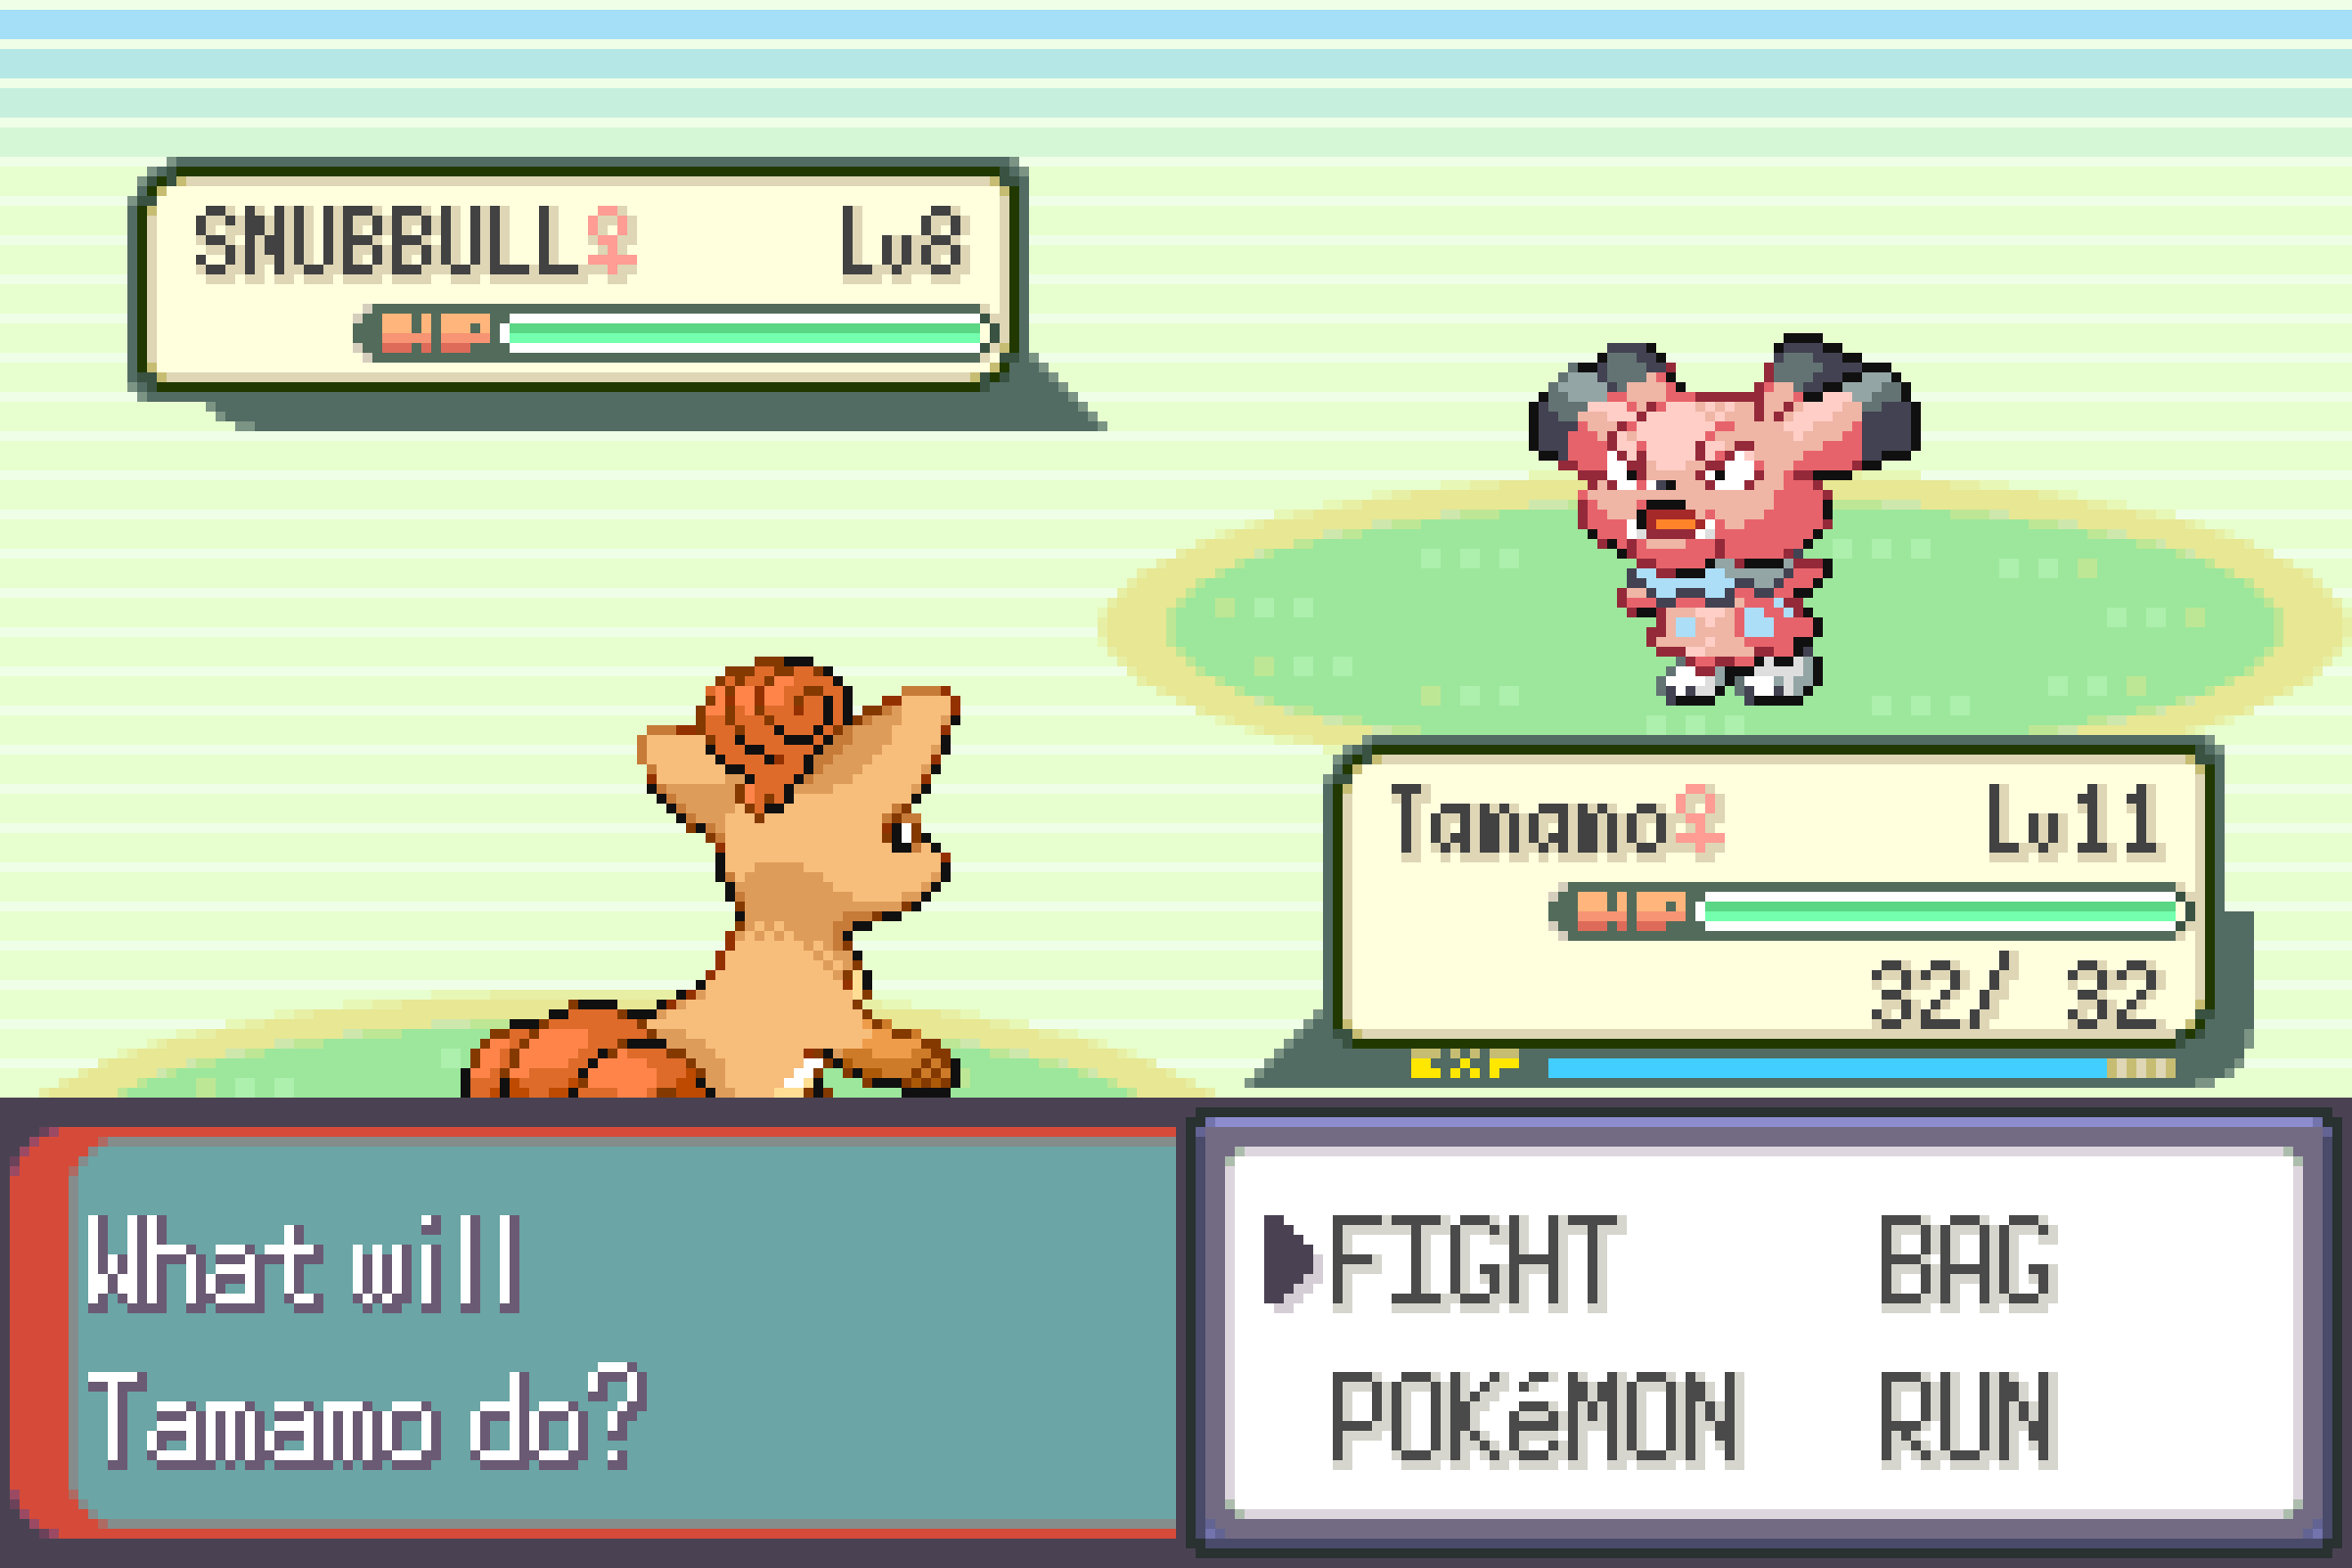 SNUBBULL♀ Lv8
HP
Tamamo♀ Lv11
HP
32/ 32
EXP
What will
Tamamo do?
FIGHT BAG
POKéMON RUN